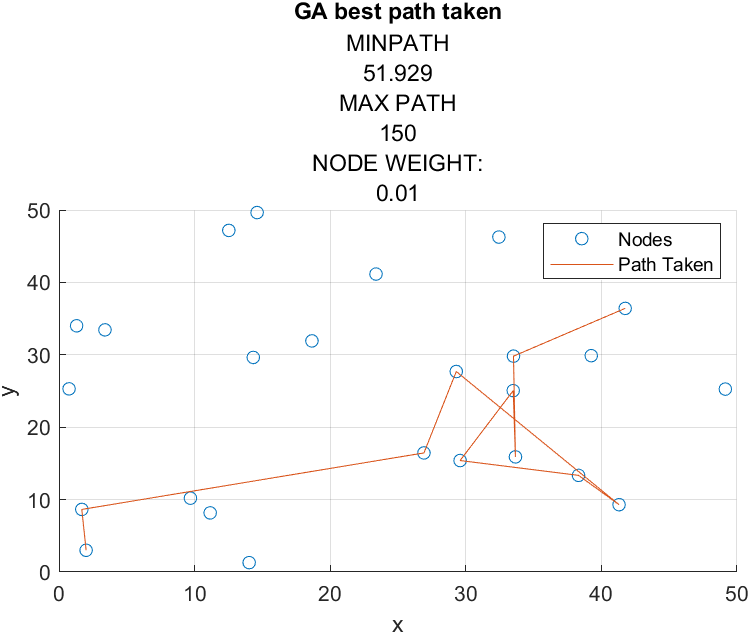 GA best path taken
MINPATH
51.929
MAX PATH
150
NODE WEIGHT:
0.01
50
40
30
20
10
0
y
Nodes
Path Taken
0 10 20 30 40 50
x